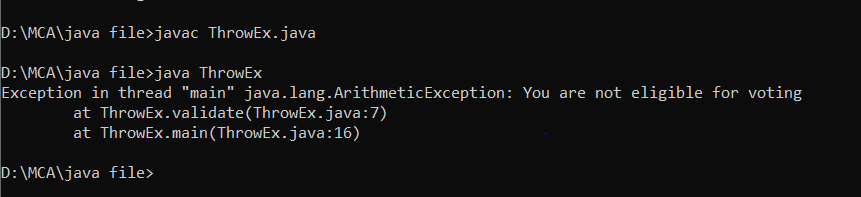 D:\MCA\java file>javac ThrowEx.java
D:\MCA\java file>java ThrowEx
Exception in thread "main" java.lang.ArithmeticException: You are not eligible for voting
        at ThrowEx.validate(ThrowEx.java:7)
        at ThrowEx.main(ThrowEx.java:16)
D:\MCA\java file>